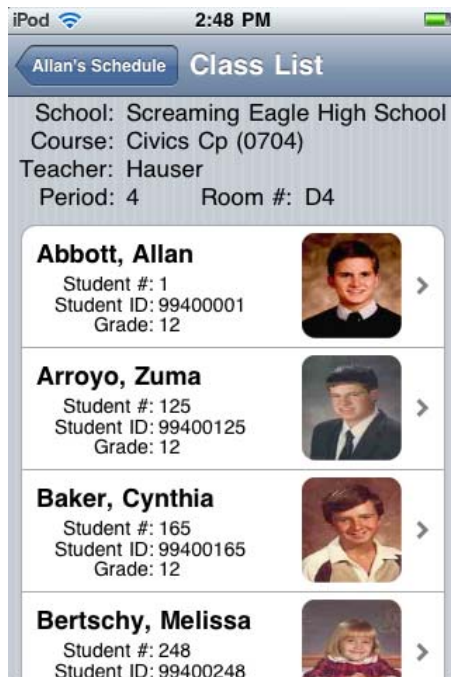 iPod 2:48 PM
Allan's Schedule Class List
School: Screaming Eagle High School
Course: Civics Cp (0704)
Teacher: Hauser
Period: 4 Room #: D4
Abbott, Allan
Student #: 1
Student ID: 99400001
Grade: 12
Arroyo, Zuma
Student #: 125
Student ID: 99400125
Grade: 12
Baker, Cynthia
Student #: 165
Student ID: 99400165
Grade: 12
Bertschy, Melissa
Student #: 248
Student ID: 99400248